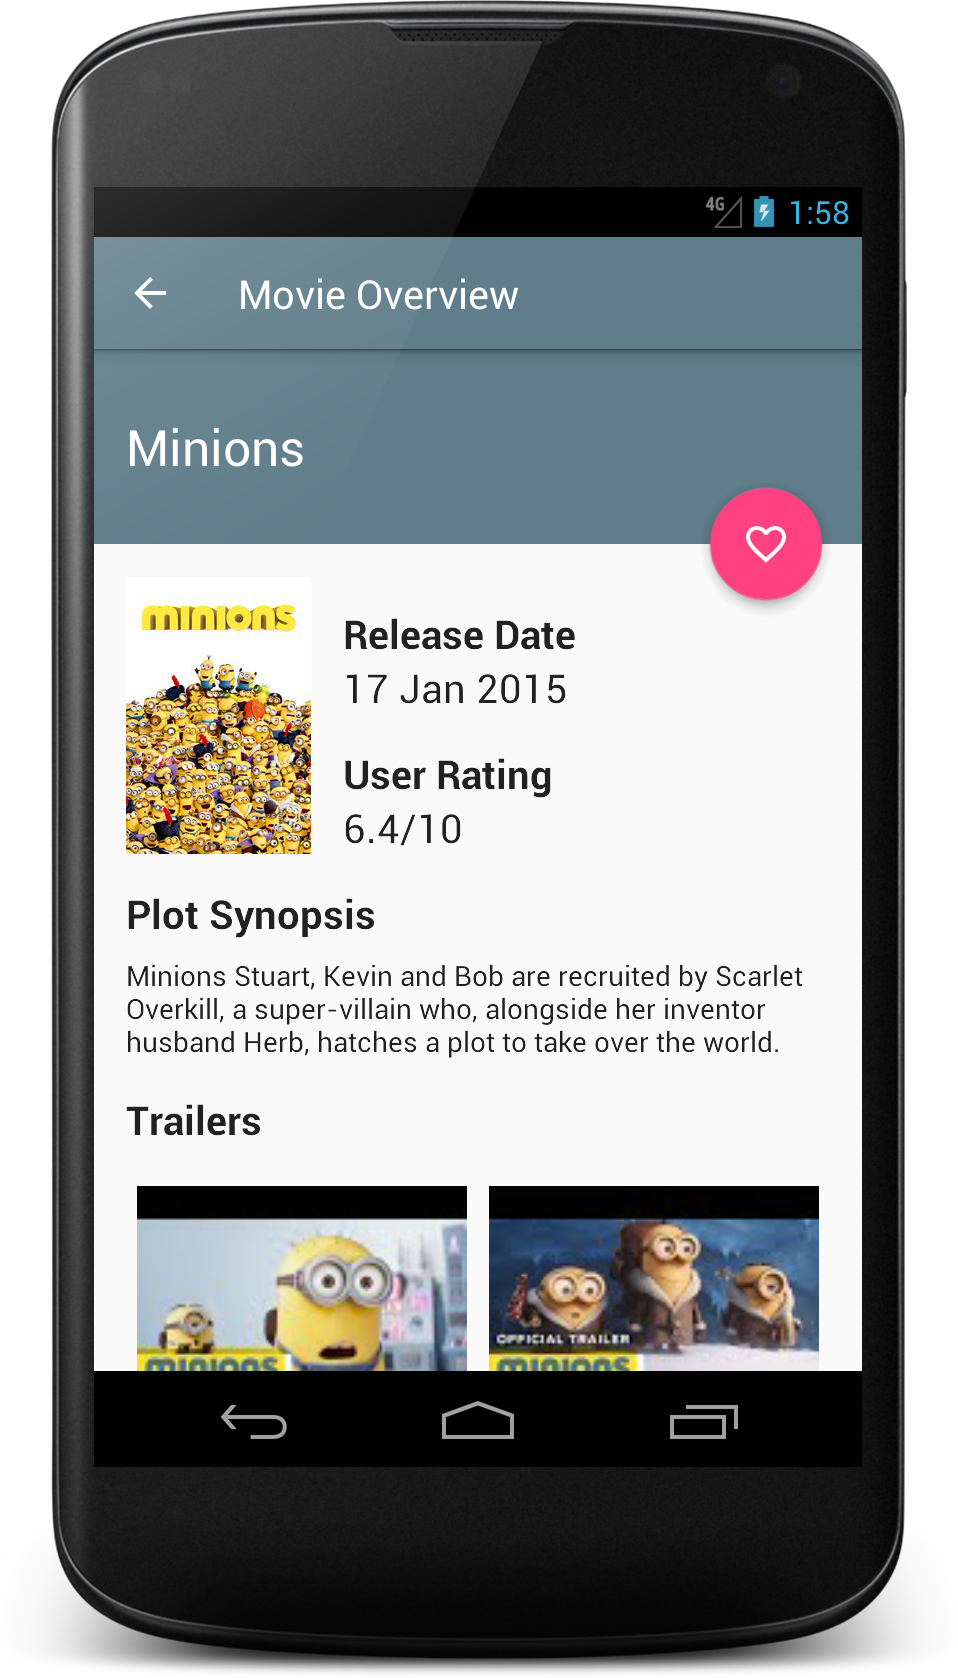 4G 1:58
Movie Overview
Minions
minions
Release Date
17 Jan 2015
User Rating
6.4/10
Plot Synopsis
Minions Stuart, Kevin and Bob are recruited by Scarlet
Overkill, a super-villain who, alongside her inventor
husband Herb, hatches a plot to take over the world.
Trailers
OFFICIAL TRAILER
MINIONS
MINIONS